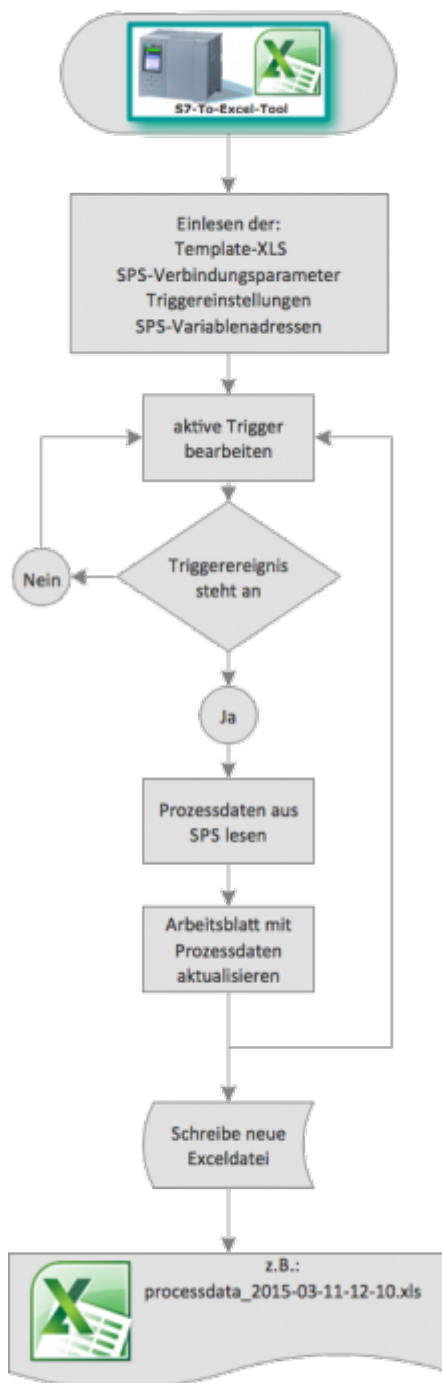 S7-To-Excel-Tool
Einlesen der:
Template-XLS
SPS-Verbindungsparameter
Triggereinstellungen
SPS-Variablenadressen
aktive Trigger
bearbeiten
Triggerereignis
steht an
Nein
Ja
Prozessdaten aus
SPS lesen
Arbeitsblatt mit
Prozessdaten
aktualisieren
Schreibe neue
Exceldatei
z.B.:
processdata_2015-03-11-12-10.xls